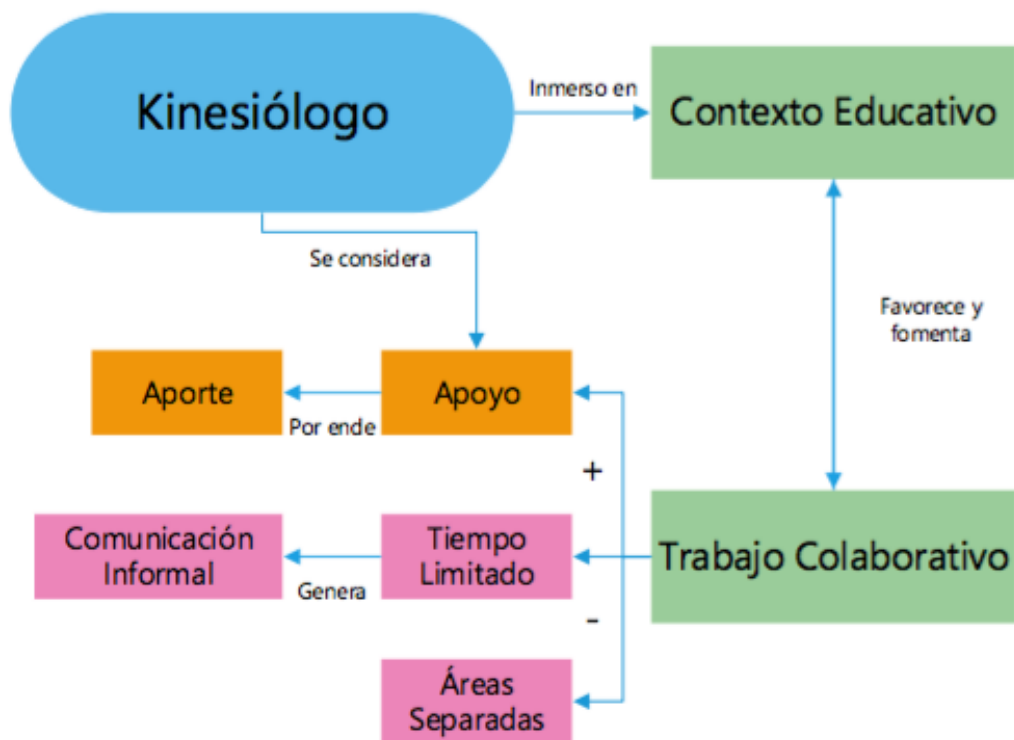 Kinesiólogo
Inmerso en
Contexto Educativo
Se considera
Favorece y
fomenta
Aporte
Por ende
Apoyo
+
Comunicación
Informal
Genera
Tiempo
Limitado
Trabajo Colaborativo
-
Áreas
Separadas